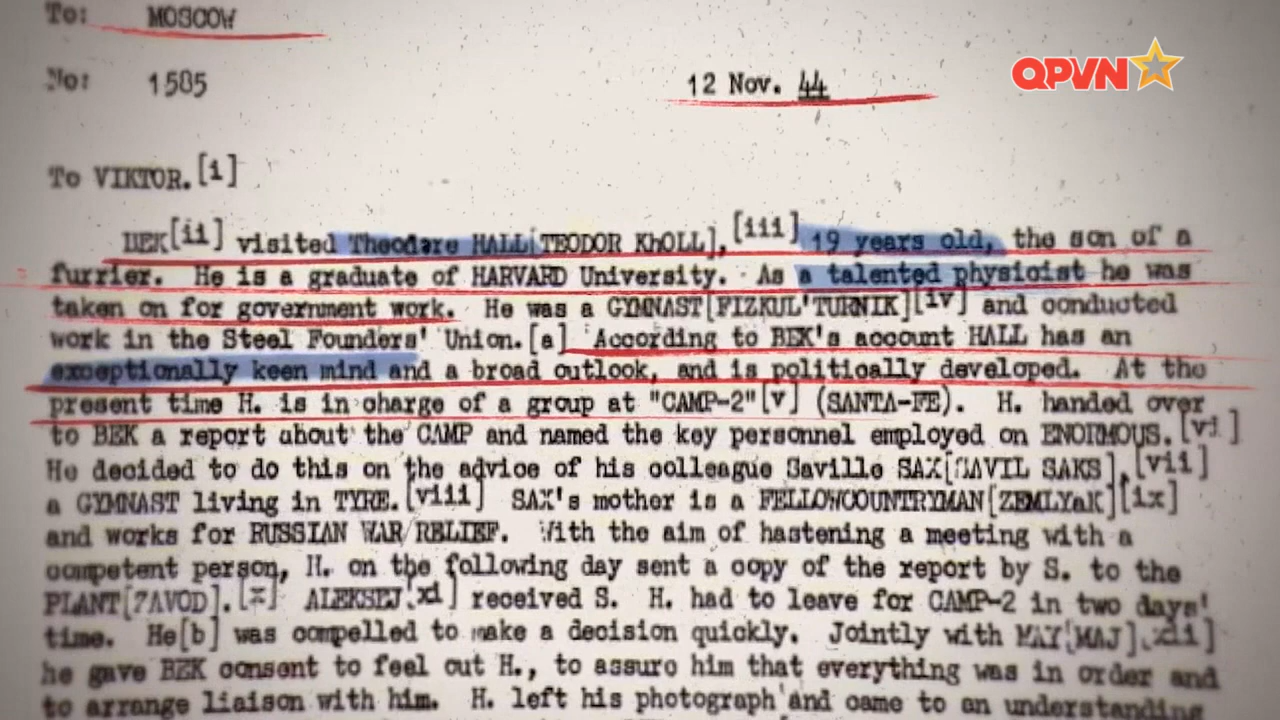 To: MOSCOW
No: 1585
12 Nov. 44
QPVN
To VIKTOR.[i]
BEK[ii] visited Theodare HALL[TEODOR KhOLL],[iii] 19 years old, the son of a
furrier. He is a graduate of HARVARD University. As a talented physicist he was
taken on for government work. He was a GYMNAST[FIZKUL'TURNIK][iv] and conducted
work in the Steel Founders' Union.[a] According to BEK's account HALL has an
exceptionally keen mind and a broad outlook, and is politically developed. At the
present time H. is in charge of a group at "CAMP-2"[v] (SANTA-FE). H. handed over
to BEK a report about the CAMP and named the key personnel employed on ENORMOUS.[vi]
He decided to do this on the advice of his colleague Saville SAX[SAVIL SAKS],[vii]
a GYMNAST living in TYRE.[viii] SAX's mother is a FELLOWCOUNTRYMAN[ZEMLYaK][ix]
and works for RUSSIAN WAR RELIEF. With the aim of hastening a meeting with a
competent person, H. on the following day sent a copy of the report by S. to the
PLANT[ZAVOD].[x] ALEKSEJ[xi] received S. H. had to leave for CAMP-2 in two days'
time. He[b] was compelled to make a decision quickly. Jointly with MAY[MAJ],[xii]
he gave BEK consent to feel out H., to assure him that everything was in order and
to arrange liaison with him. H. left his photograph and came to an understanding